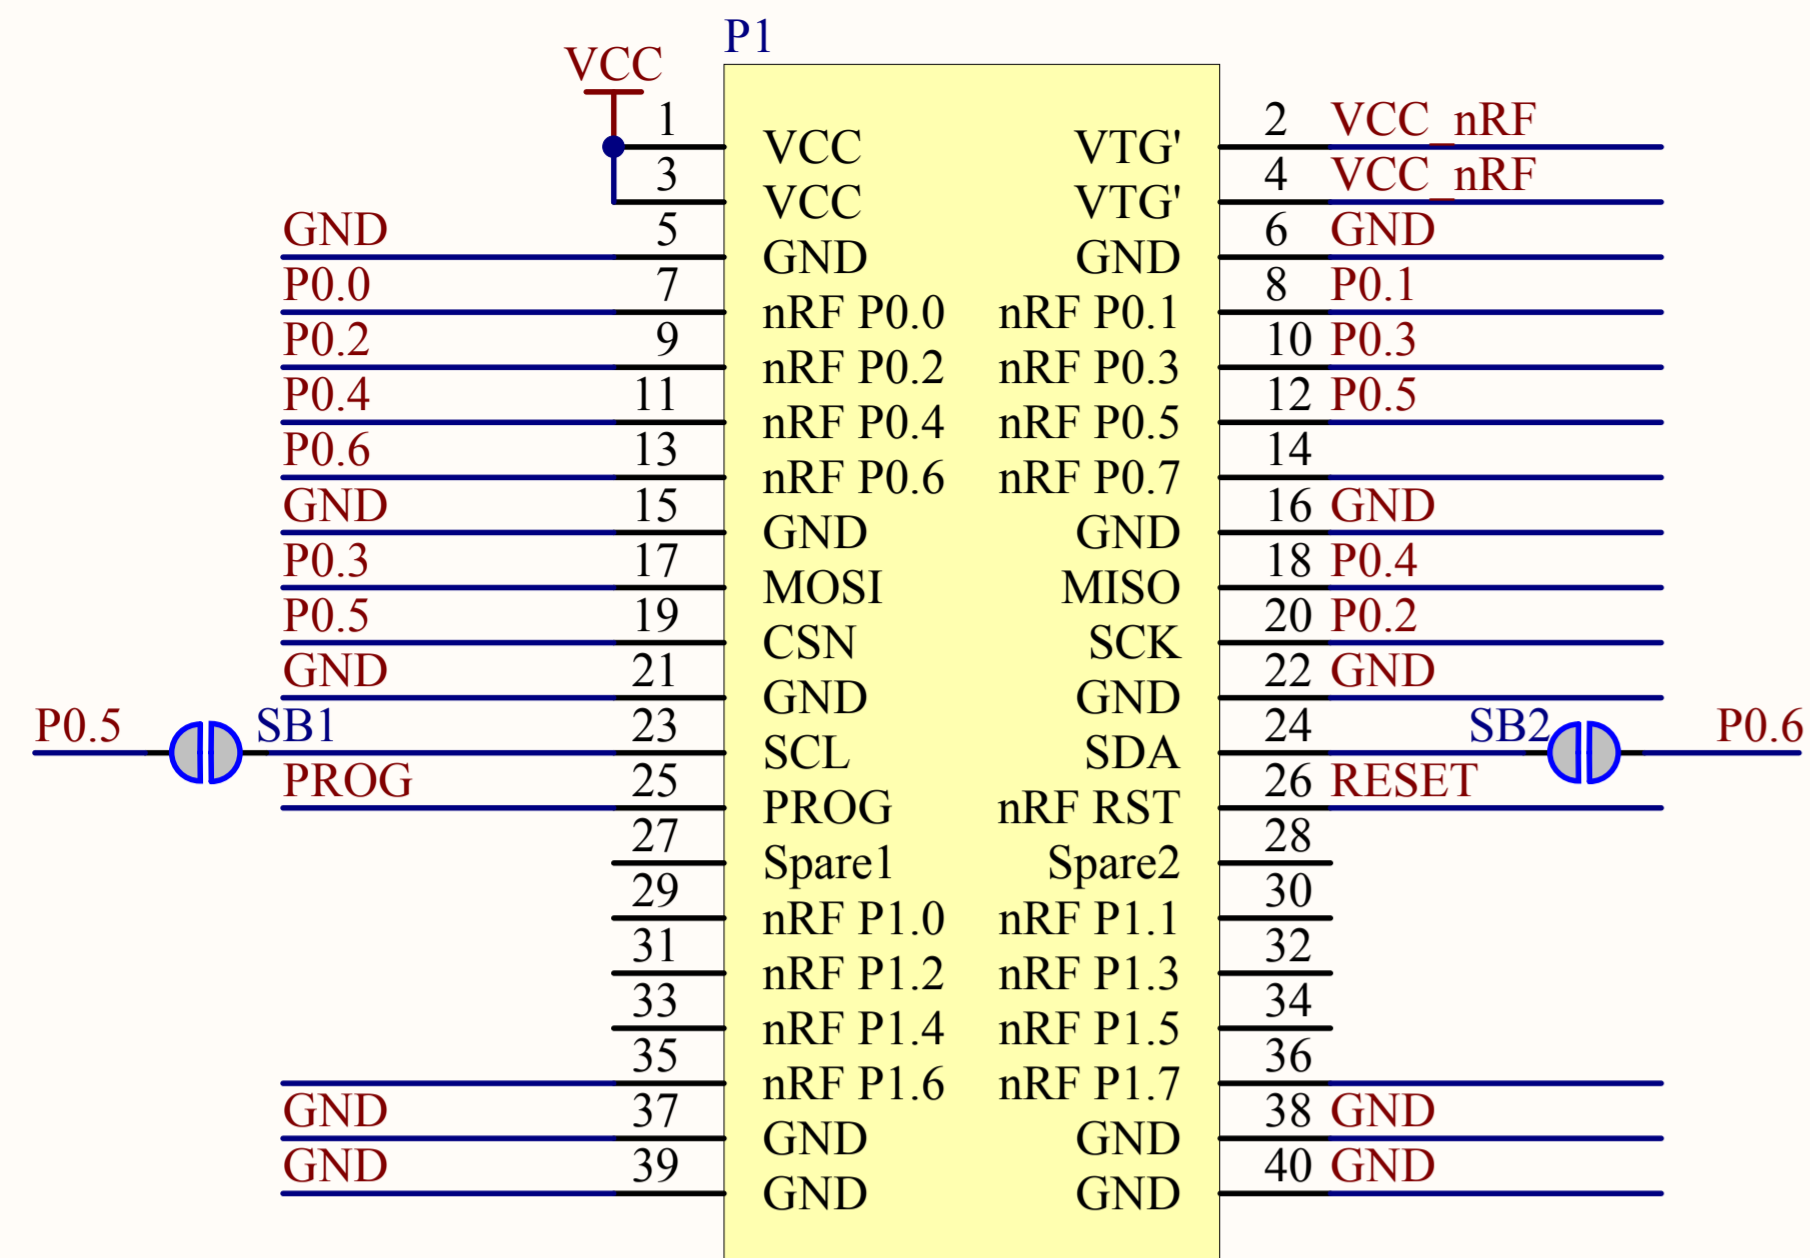 P1
VCC
1 VCC VTG' 2 VCC_nRF
3 VCC VTG' 4 VCC_nRF
GND 5 GND GND 6 GND
P0.0 7 nRF P0.0 nRF P0.1 8 P0.1
P0.2 9 nRF P0.2 nRF P0.3 10 P0.3
P0.4 11 nRF P0.4 nRF P0.5 12 P0.5
P0.6 13 nRF P0.6 nRF P0.7 14
GND 15 GND GND 16 GND
P0.3 17 MOSI MISO 18 P0.4
P0.5 19 CSN SCK 20 P0.2
GND 21 GND GND 22 GND
P0.5 SB1 23 SCL SDA 24 SB2 P0.6
PROG 25 PROG nRF RST 26 RESET
27 Spare1 Spare2 28
29 nRF P1.0 nRF P1.1 30
31 nRF P1.2 nRF P1.3 32
33 nRF P1.4 nRF P1.5 34
35 nRF P1.6 nRF P1.7 36
GND 37 GND GND 38 GND
GND 39 GND GND 40 GND